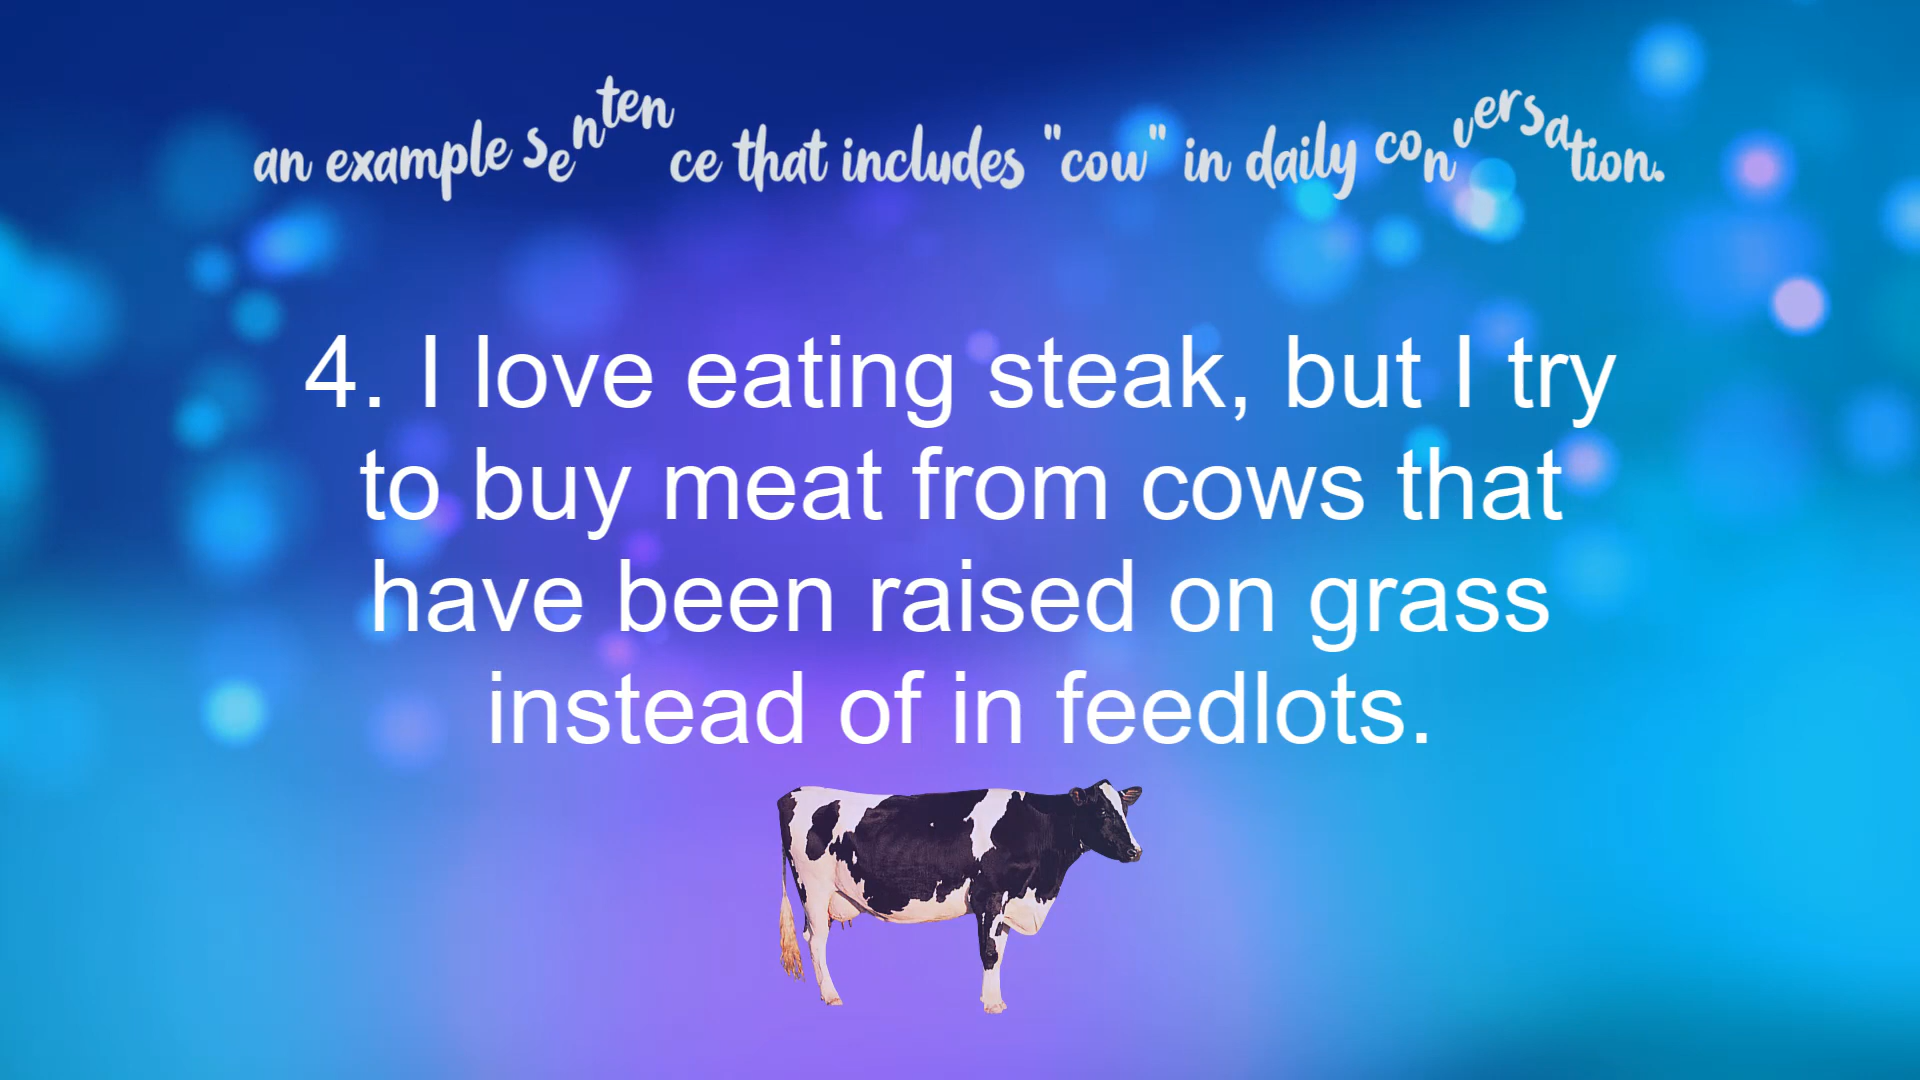 an example sentence that includes "cow" in daily conversation.
4. I love eating steak, but I try
to buy meat from cows that
have been raised on grass
instead of in feedlots.